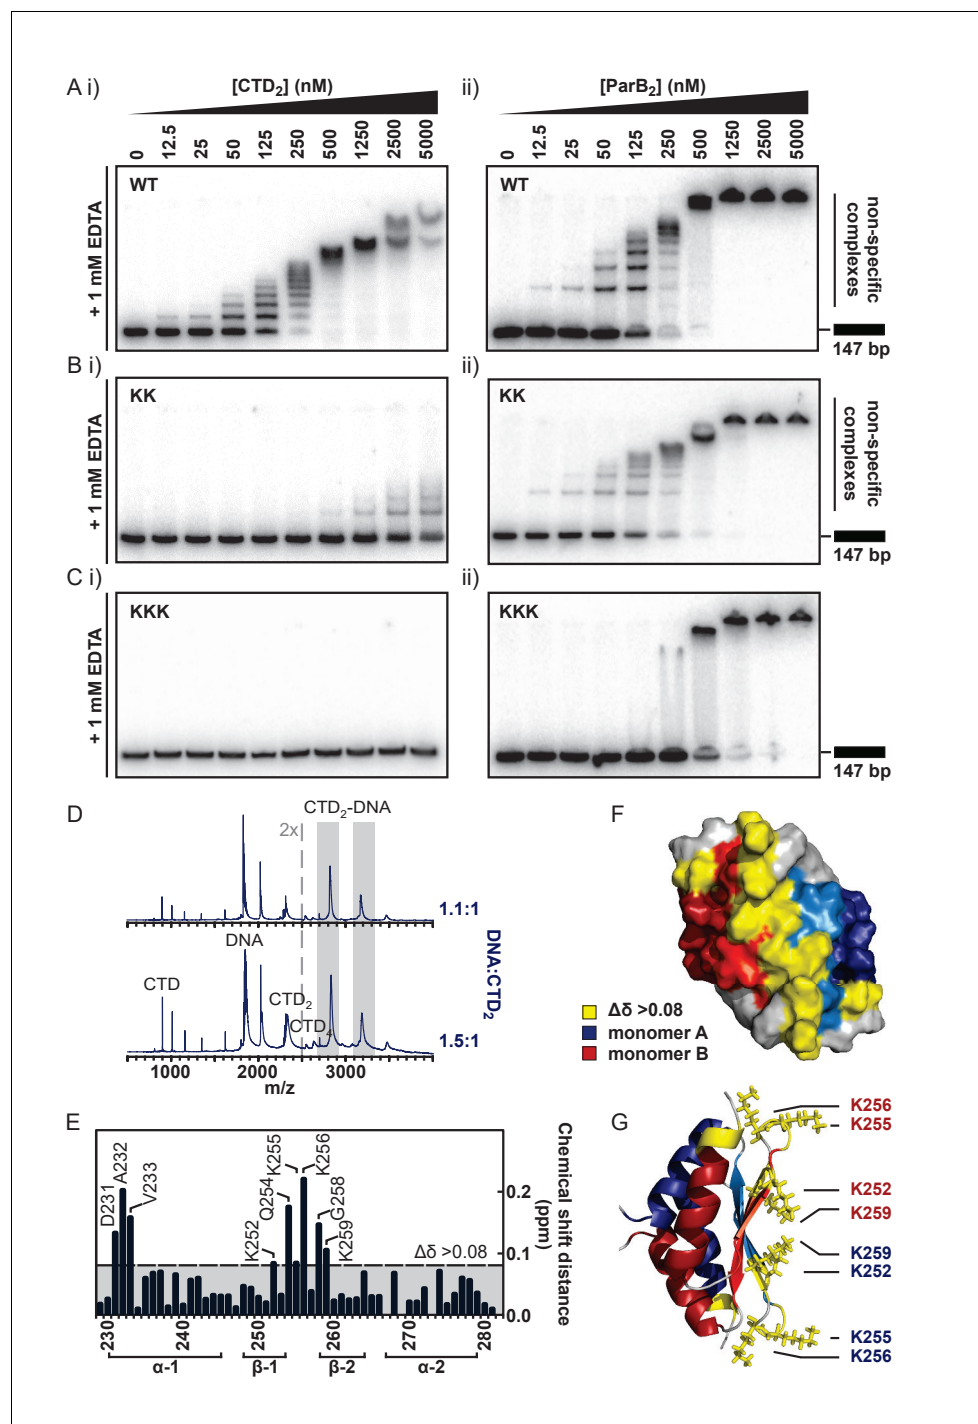 A i)
[CTD2] (nM)
0 12.5 25 50 125 250 500 1250 2500 5000
WT
+ 1 mM EDTA
ii)
[ParB2] (nM)
0 12.5 25 50 125 250 500 1250 2500 5000
WT
non-specific
complexes
147 bp
B i)
KK
+ 1 mM EDTA
ii)
KK
non-specific
complexes
147 bp
C i)
KKK
+ 1 mM EDTA
ii)
KKK
147 bp
D
CTD2-DNA
2x
1.1:1
DNA
CTD
CTD2
CTD4
1.5:1
DNA:CTD2
1000 2000 3000
m/z
E
D231
A232
V233
K252
Q254
K255
K256
G258
K259
Δδ >0.08
0.2
0.1
0.0
Chemical shift distance
(ppm)
230 240 250 260 270 280
α-1 β-1 β-2 α-2
F
Δδ >0.08
monomer A
monomer B
G
K256
K255
K252
K259
K259
K252
K255
K256